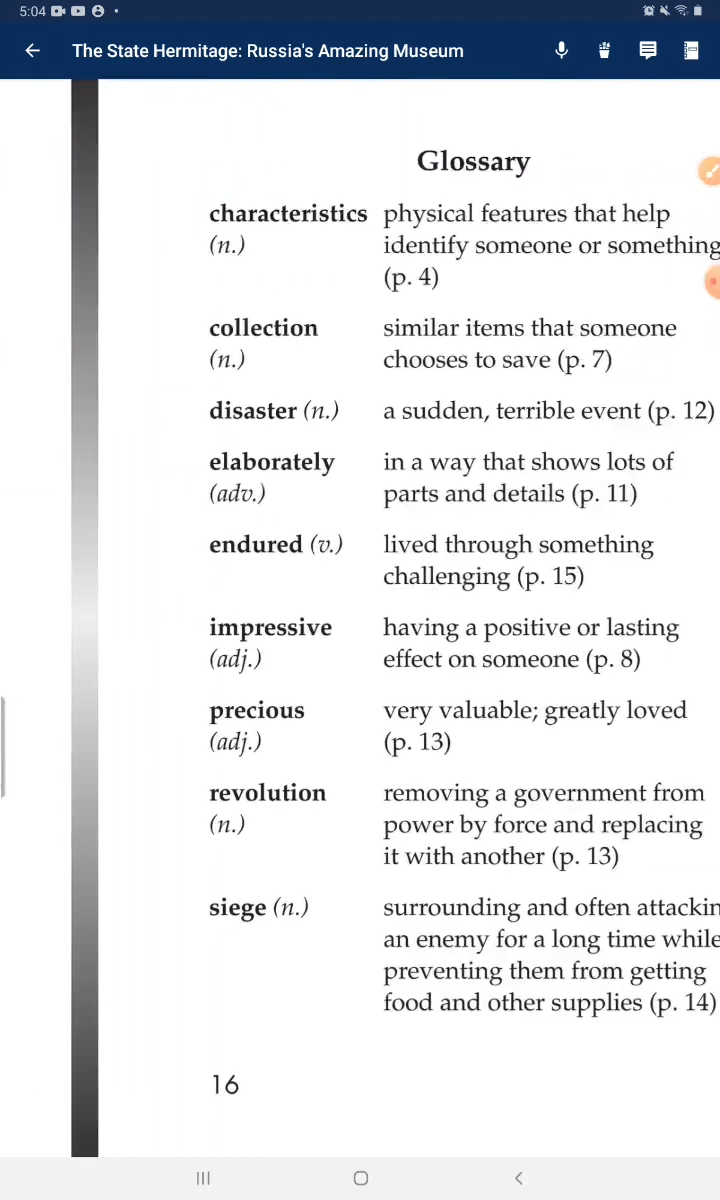 5:04
The State Hermitage: Russia's Amazing Museum
Glossary
characteristics physical features that help
(n.) identify someone or something
(p. 4)
collection similar items that someone
(n.) chooses to save (p. 7)
disaster (n.) a sudden, terrible event (p. 12)
elaborately in a way that shows lots of
(adv.) parts and details (p. 11)
endured (v.) lived through something
challenging (p. 15)
impressive having a positive or lasting
(adj.) effect on someone (p. 8)
precious very valuable; greatly loved
(adj.) (p. 13)
revolution removing a government from
(n.) power by force and replacing
it with another (p. 13)
siege (n.) surrounding and often attackin
an enemy for a long time while
preventing them from getting
food and other supplies (p. 14)
16